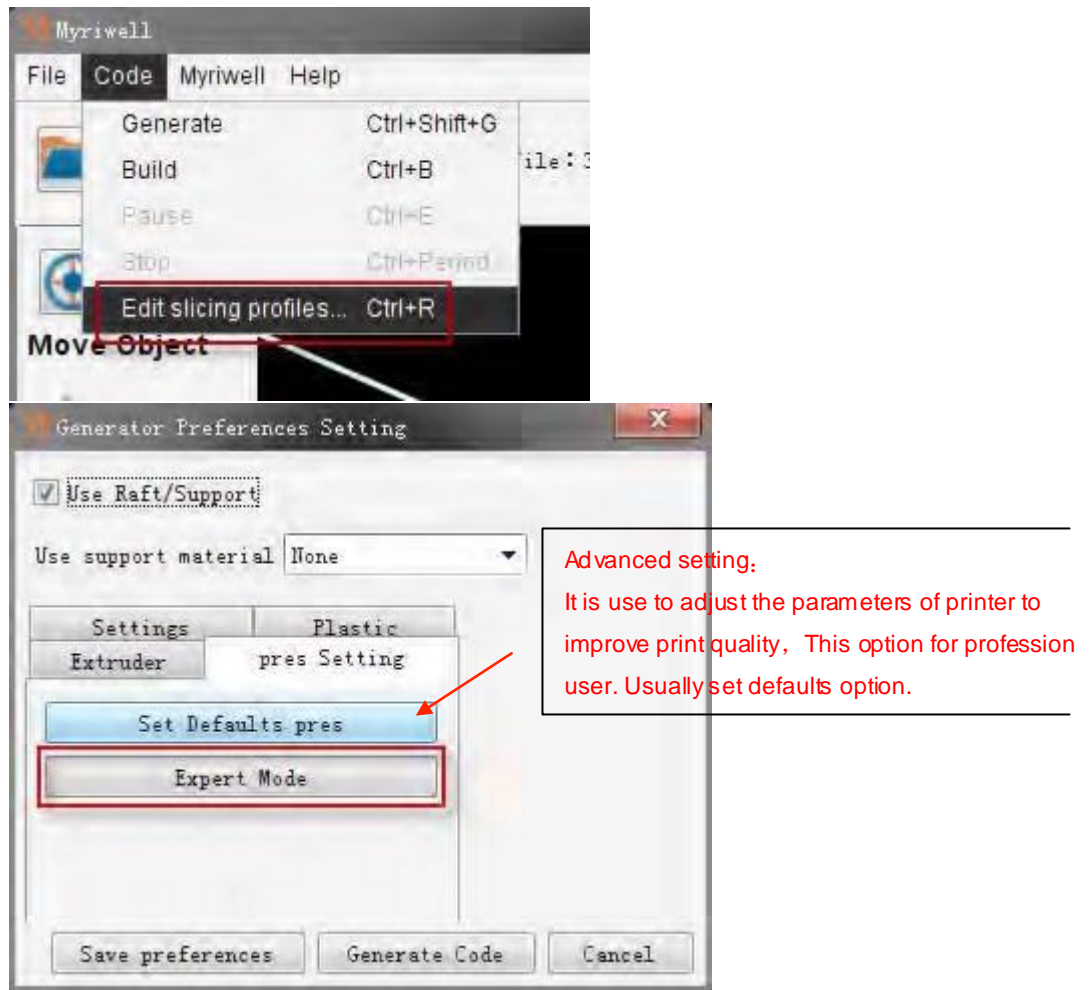 Myriwell
File Code Myriwell Help
Generate Ctrl+Shift+G
ile:3
Build Ctrl+B
Pause Ctrl+E
Stop Ctrl+Period
Edit slicing profiles... Ctrl+R
Move Object
Generator Preferences Setting
Use Raft/Support
Use support material None
Advanced setting,
It is use to adjust the parameters of printer to
improve print quality, This option for profession
user. Usually set defaults option.
Settings Plastic
Extruder pres Setting
Set Defaults pres
Expert Mode
Save preferences Generate Code Cancel